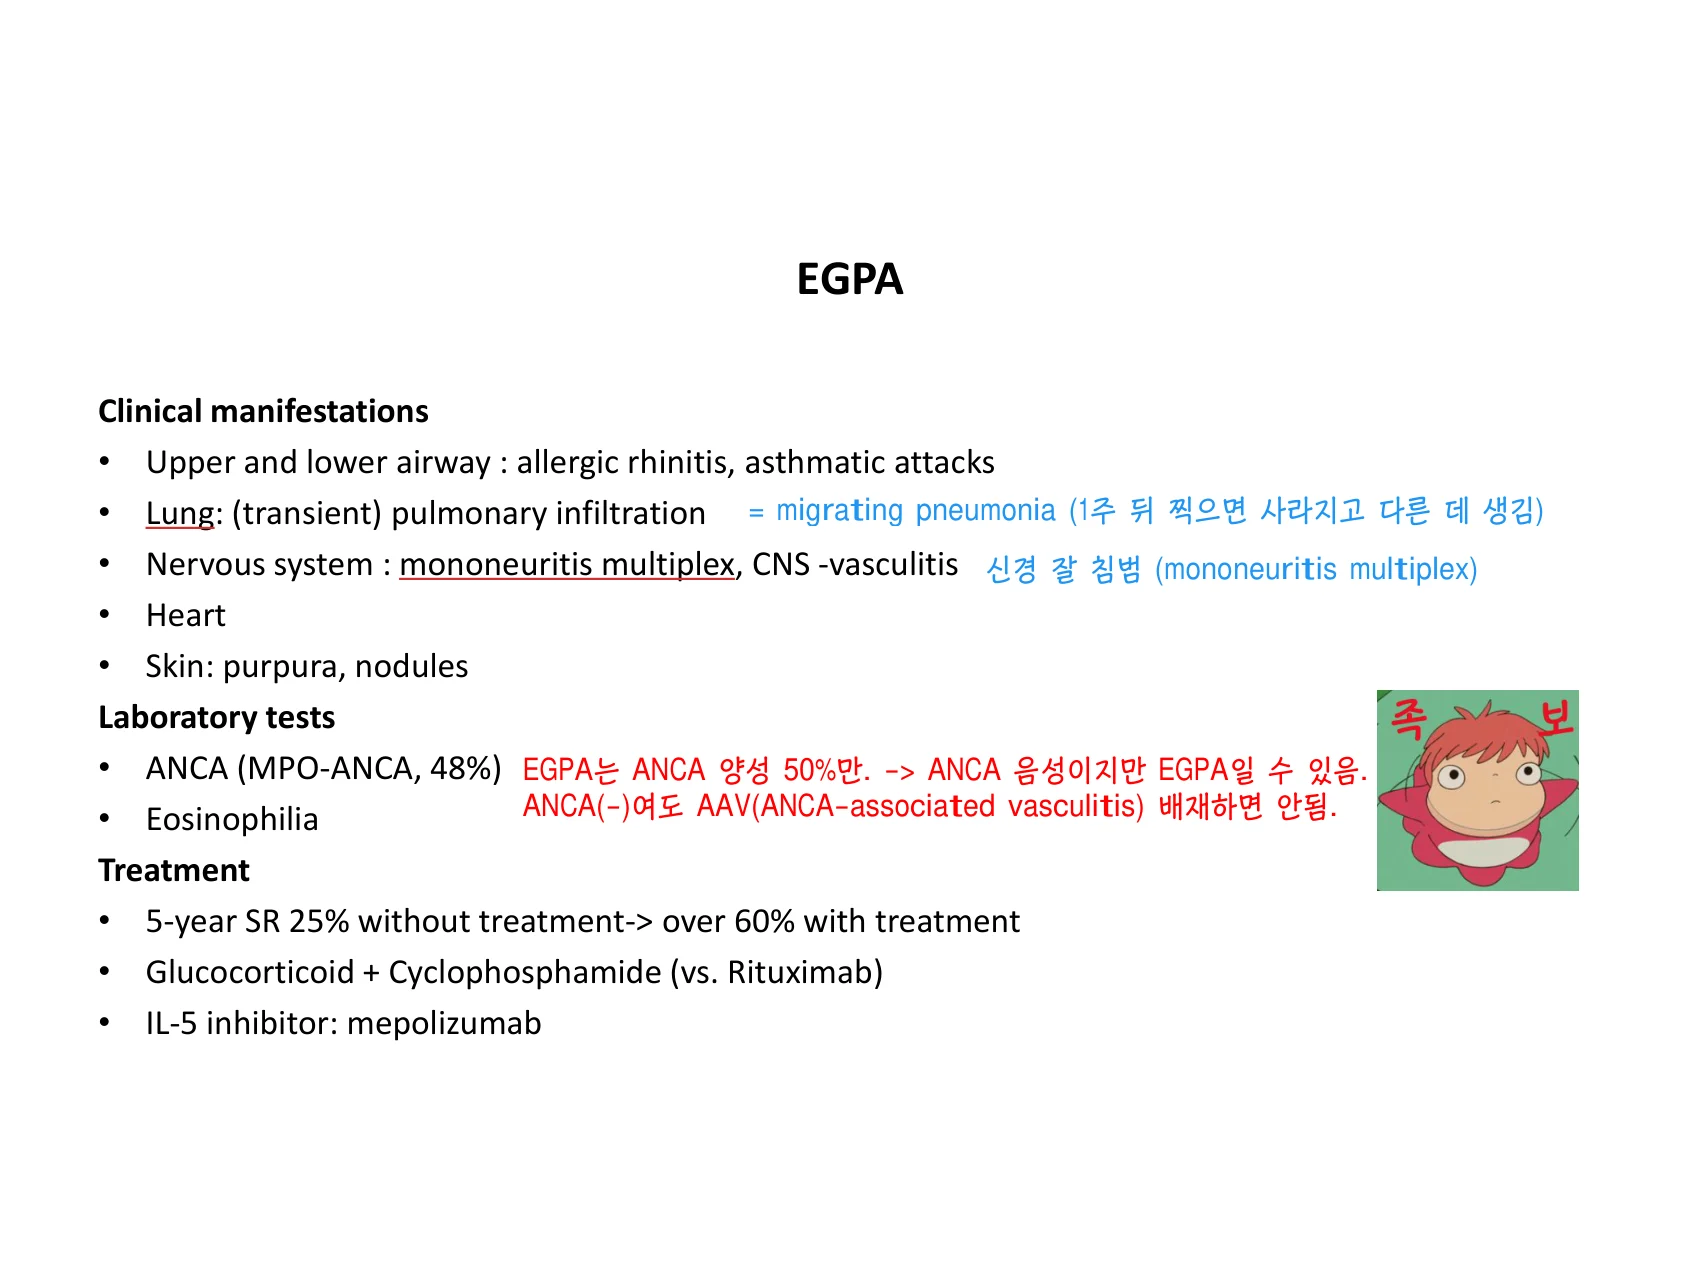 EGPA
Clinical manifestations
• Upper and lower airway : allergic rhinitis, asthmatic attacks
• Lung: (transient) pulmonary infiltration = migrating pneumonia (1주 뒤 찍으면 사라지고 다른 데 생김)
• Nervous system : mononeuritis multiplex, CNS -vasculitis 신경 잘 침범 (mononeuritis multiplex)
• Heart
• Skin: purpura, nodules
Laboratory tests
족 보
• ANCA (MPO-ANCA, 48%) EGPA는 ANCA 양성 50%만. -> ANCA 음성이지만 EGPA일 수 있음.
ANCA(-)여도 AAV(ANCA-associated vasculitis) 배재하면 안됨.
• Eosinophilia
Treatment
• 5-year SR 25% without treatment-> over 60% with treatment
• Glucocorticoid + Cyclophosphamide (vs. Rituximab)
• IL-5 inhibitor: mepolizumab